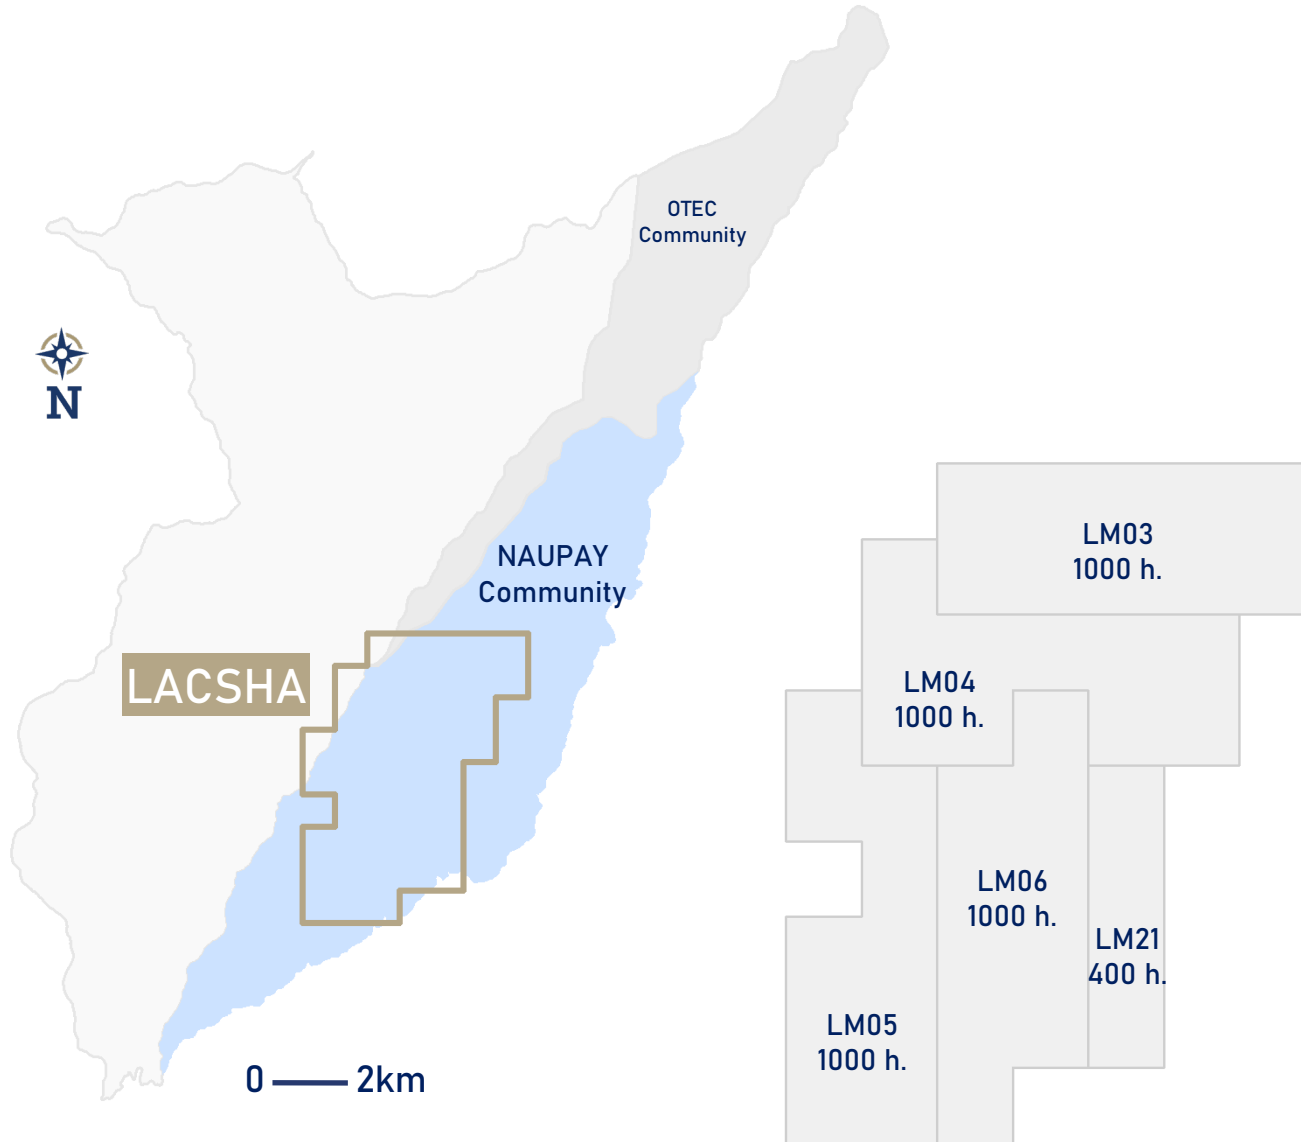 OTEC
Community
N
NAUPAY
Community
LACSHA
LM03
1000 h.
LM04
1000 h.
LM06
1000 h.
LM21
400 h.
LM05
1000 h.
0 2km